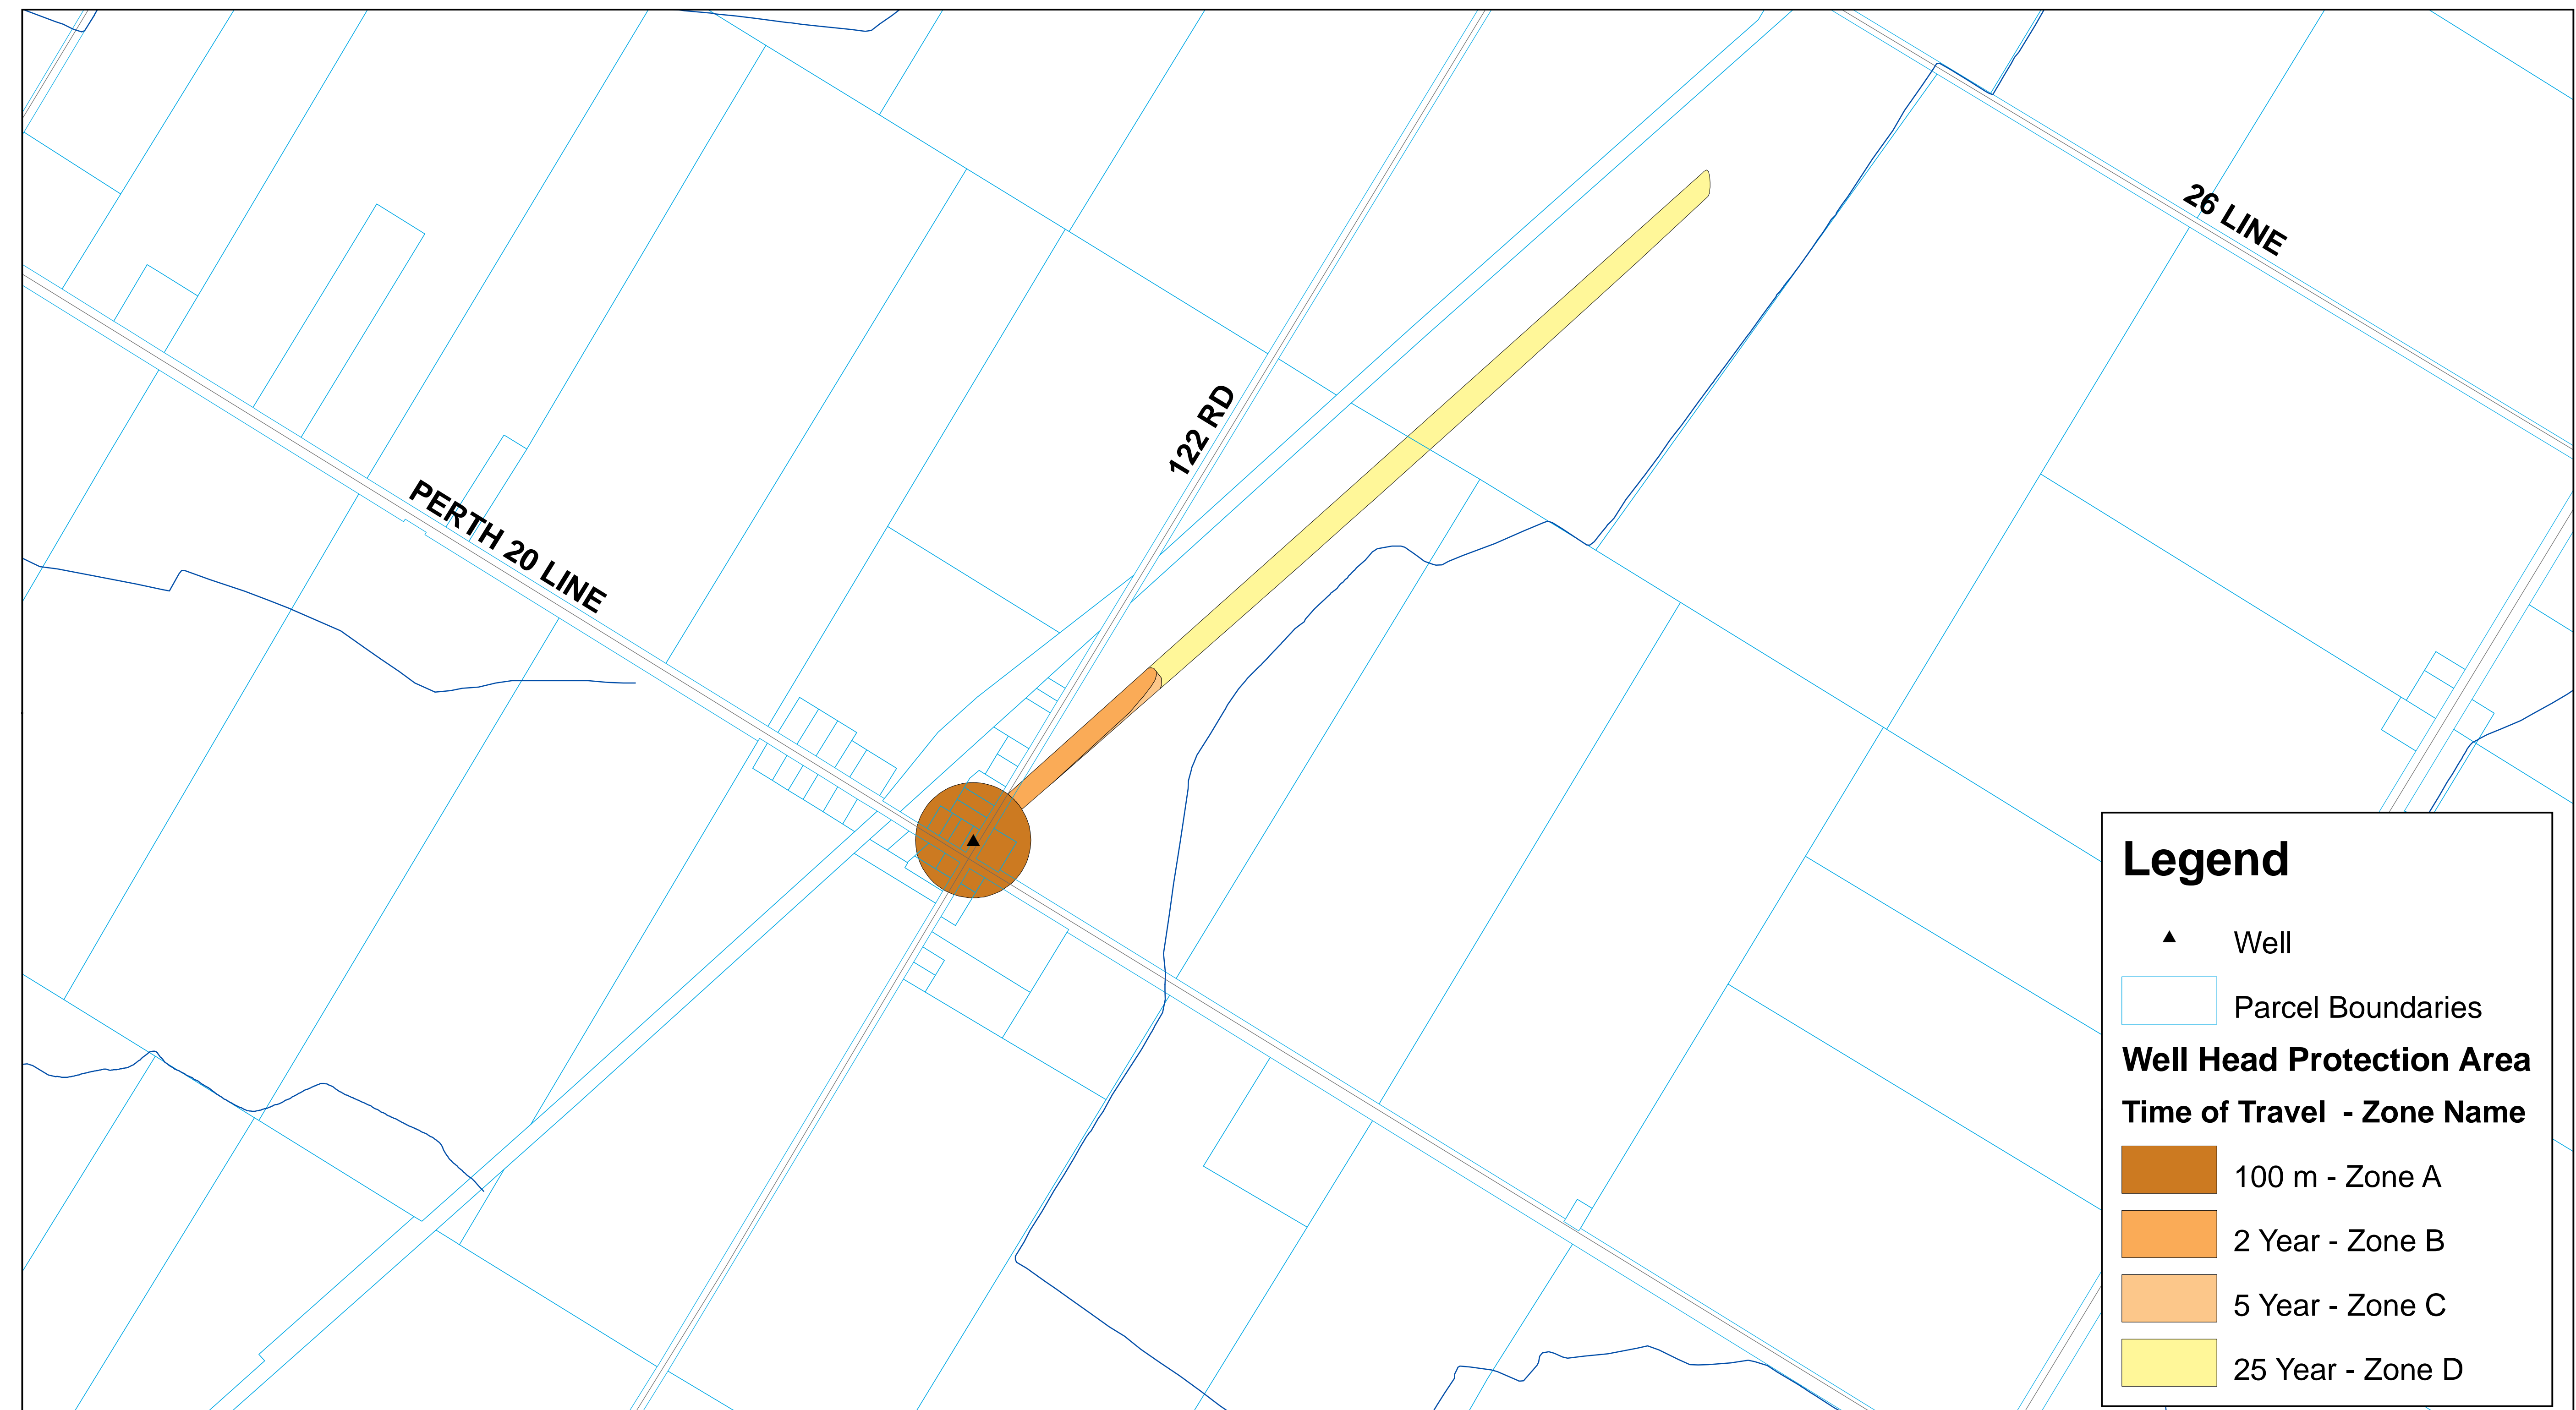 26 LINE
122 RD
PERTH 20 LINE
Legend
Well
Parcel Boundaries
Well Head Protection Area
Time of Travel - Zone Name
100 m - Zone A
2 Year - Zone B
5 Year - Zone C
25 Year - Zone D